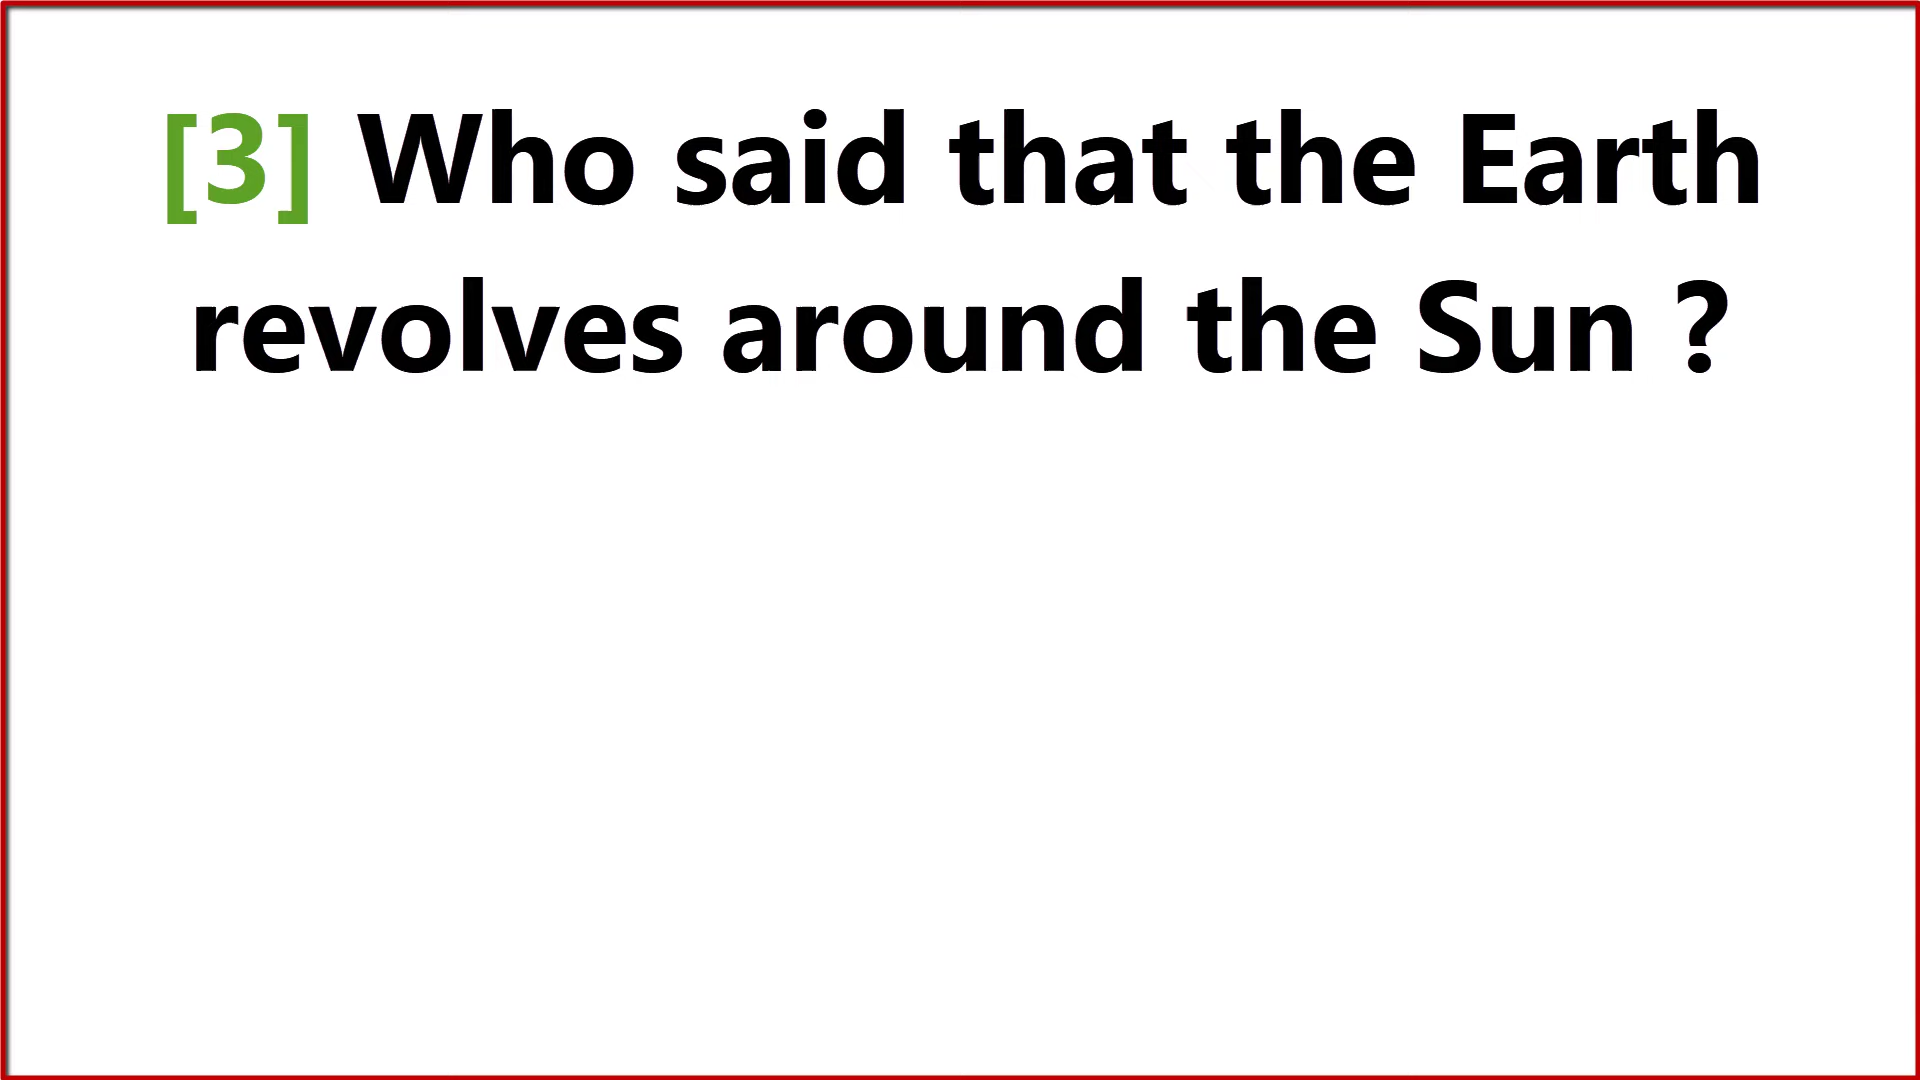 [3] Who said that the Earth
revolves around the Sun ?